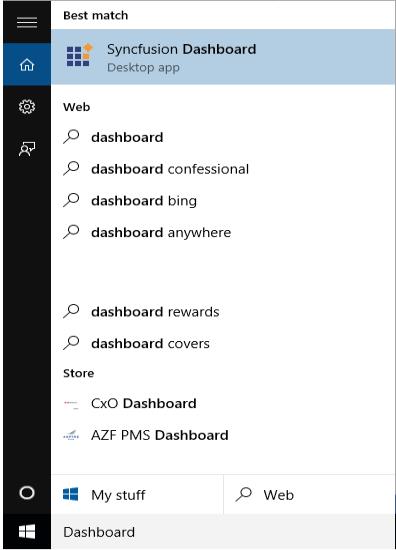 Best match
Syncfusion Dashboard
Desktop app
Web
dashboard
dashboard confessional
dashboard bing
dashboard anywhere
dashboard rewards
dashboard covers
Store
CxO Dashboard
AZF PMS Dashboard
My stuff
Web
Dashboard